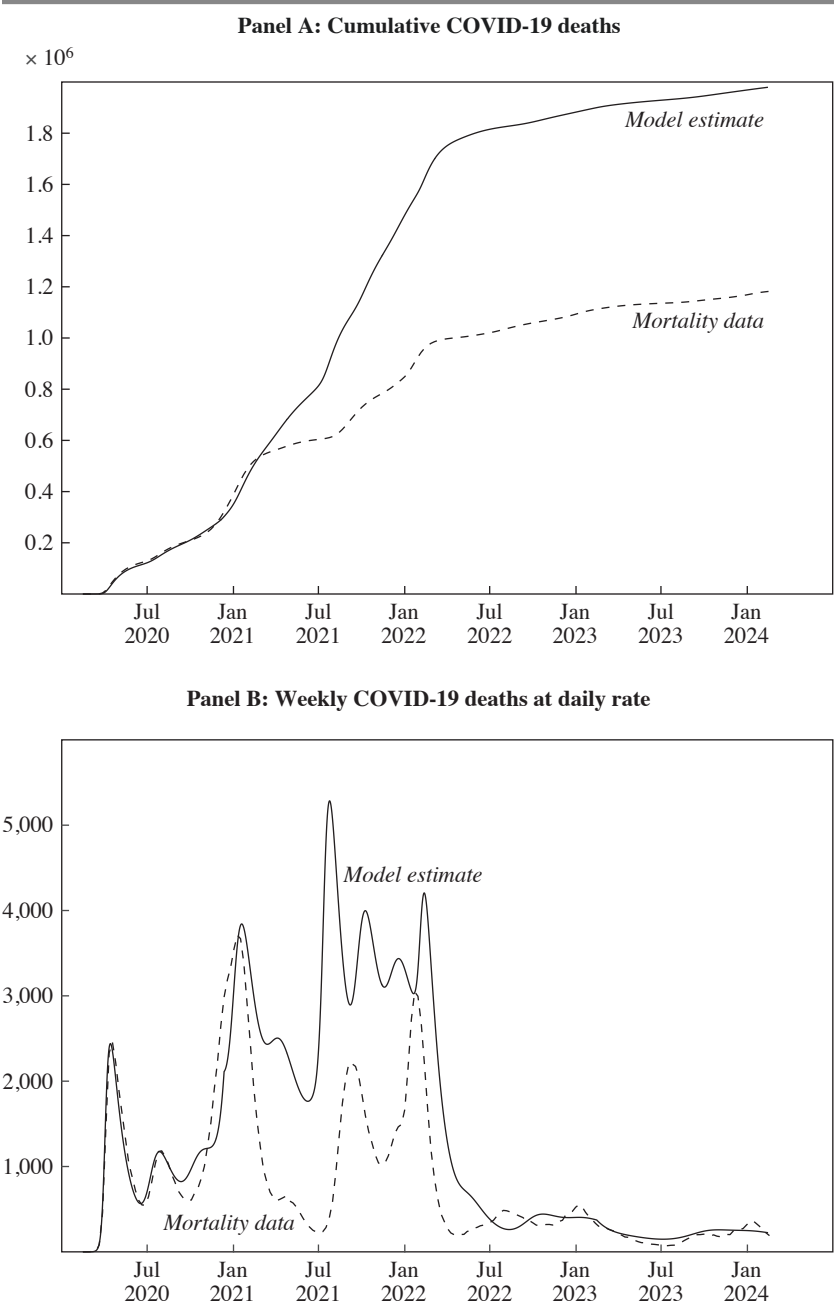 Panel A: Cumulative COVID-19 deaths
× 10⁶
1.8
Model estimate
1.6
1.4
1.2
Mortality data
1.0
0.8
0.6
0.4
0.2
Jul Jan Jul Jan Jul Jan Jul Jan
2020 2021 2021 2022 2022 2023 2023 2024
Panel B: Weekly COVID-19 deaths at daily rate
5,000
Model estimate
4,000
3,000
2,000
1,000
Mortality data
Jul Jan Jul Jan Jul Jan Jul Jan
2020 2021 2021 2022 2022 2023 2023 2024